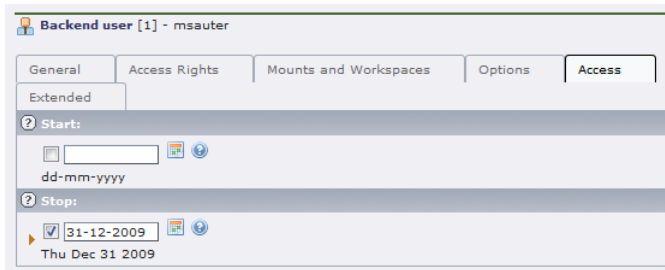 Backend user [1] - msauter
General Access Rights Mounts and Workspaces Options Access
Extended
? Start:
?
dd-mm-yyyy
? Stop:
31-12-2009 ?
Thu Dec 31 2009